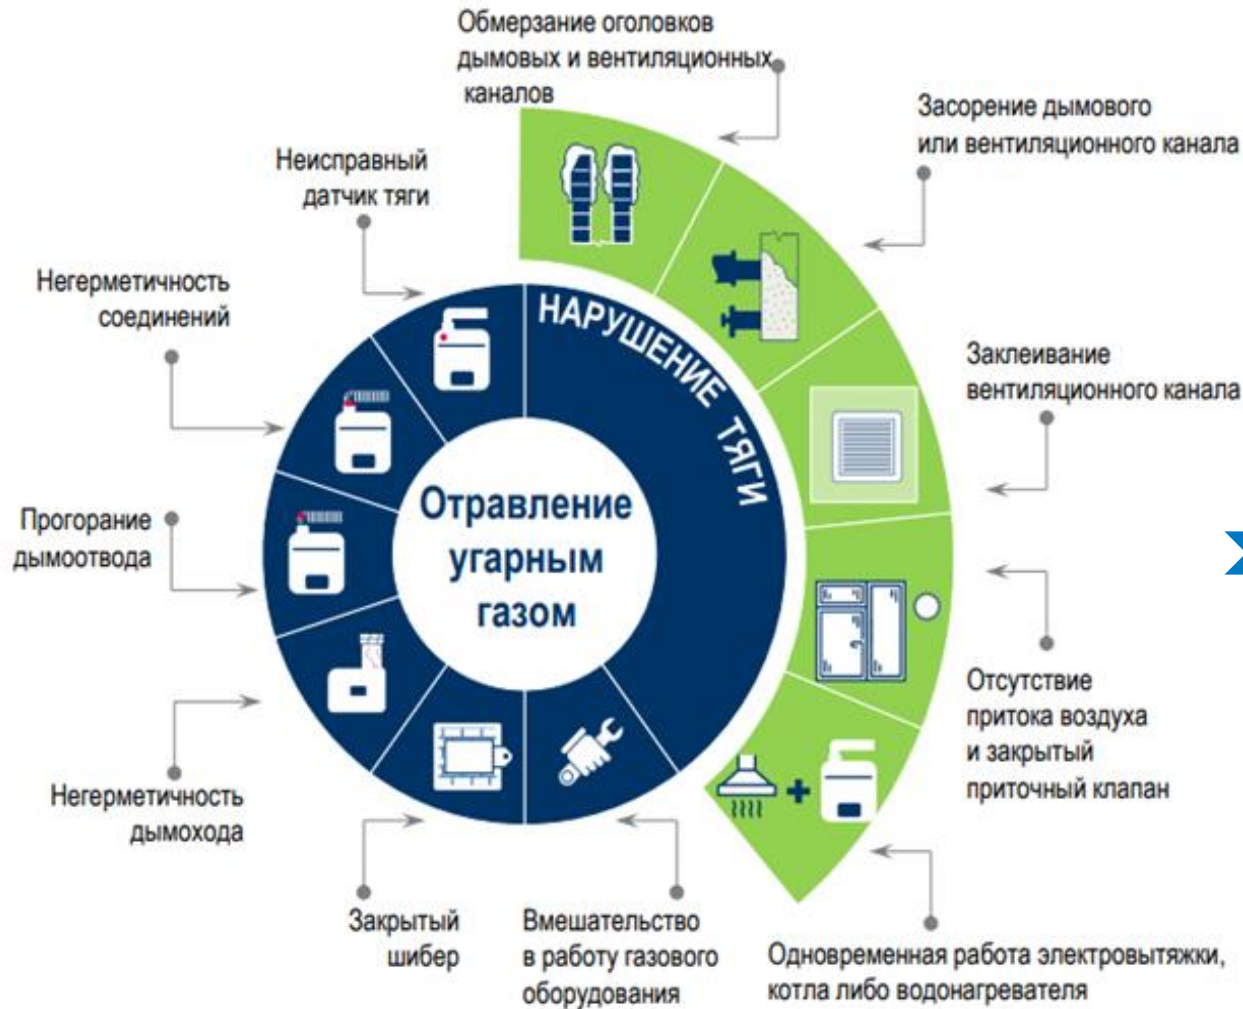 Обмерзание оголовков
дымовых и вентиляционных
каналов
Засорение дымового
или вентиляционного канала
Неисправный
датчик тяги
Негерметичность
соединений
НАРУШЕНИЕ ТЯГИ
Заклеивание
вентиляционного канала
Отравление
угарным
газом
Прогорание
дымоотвода
Отсутствие
притока воздуха
и закрытый
приточный клапан
Негерметичность
дымохода
Закрытый
шибер
Вмешательство
в работу газового
оборудования
Одновременная работа электровытяжки,
котла либо водонагревателя